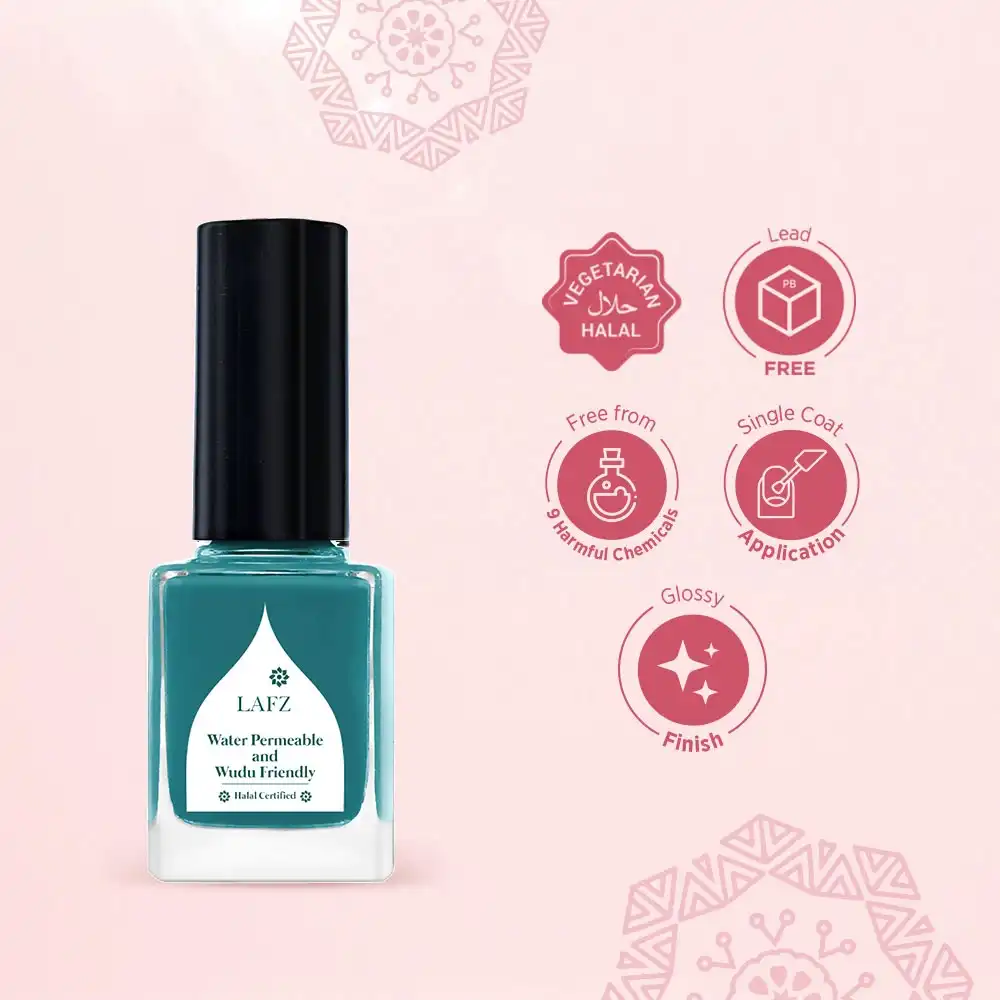 LAFZ
Water Permeable
and
Wudu Friendly
Halal Certified
VEGETARIAN
حلال
HALAL
Lead
PB
FREE
Free from
9 Harmful Chemicals
Single Coat
Application
Glossy
Finish